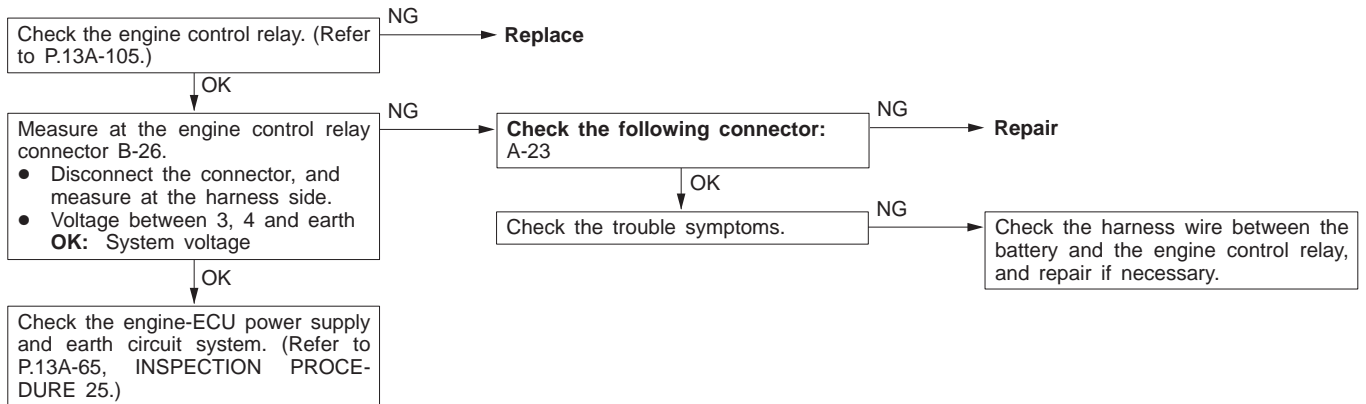 Check the engine control relay. (Refer
to P.13A-105.)
NG
Replace
OK
Measure at the engine control relay
connector B-26.
● Disconnect the connector, and
measure at the harness side.
● Voltage between 3, 4 and earth
OK: System voltage
NG
Check the following connector:
A-23
NG
Repair
OK
Check the trouble symptoms.
NG
Check the harness wire between the
battery and the engine control relay,
and repair if necessary.
OK
Check the engine-ECU power supply
and earth circuit system. (Refer to
P.13A-65, INSPECTION PROCE-
DURE 25.)